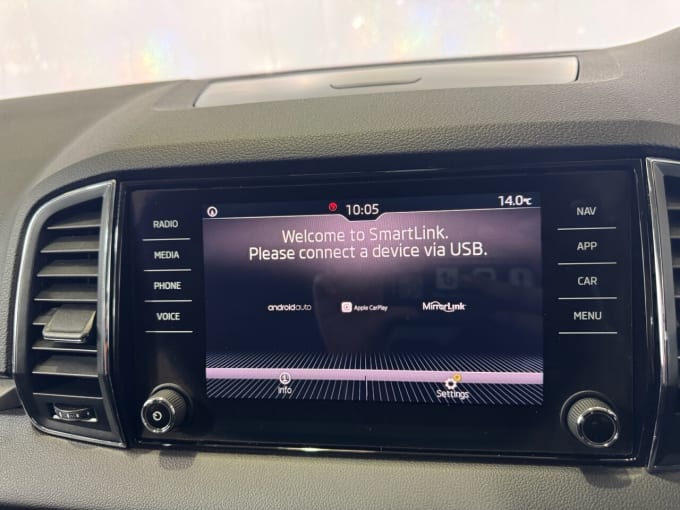 10:05
14.0°C
Welcome to SmartLink.
Please connect a device via USB.
androidauto
Apple CarPlay
MirrorLink
Info
Settings
RADIO
MEDIA
PHONE
VOICE
NAV
APP
CAR
MENU